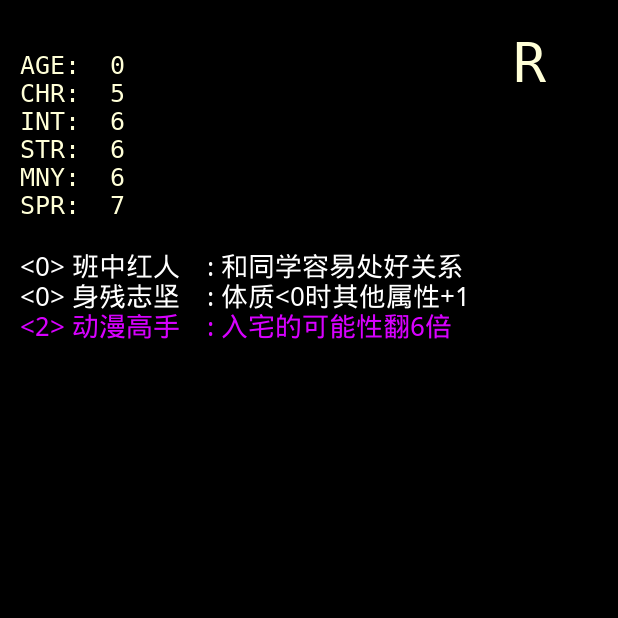 R
AGE: 0
CHR: 5
INT: 6
STR: 6
MNY: 6
SPR: 7
<0> 班中红人 : 和同学容易处好关系
<0> 身残志坚 : 体质<0时其他属性+1
<2> 动漫高手 : 入宅的可能性翻6倍